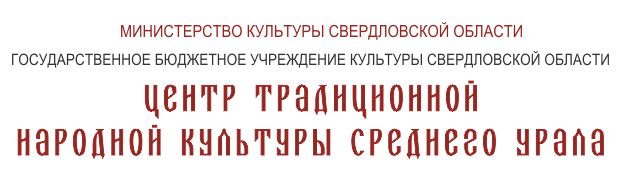 МИНИСТЕРСТВО КУЛЬТУРЫ СВЕРДЛОВСКОЙ ОБЛАСТИ
ГОСУДАРСТВЕННОЕ БЮДЖЕТНОЕ УЧРЕЖДЕНИЕ КУЛЬТУРЫ СВЕРДЛОВСКОЙ ОБЛАСТИ
ЦЕНТР ТРАДИЦИОННОЙ
НАРОДНОЙ КУЛЬТУРЫ СРЕДНЕГО УРАЛА